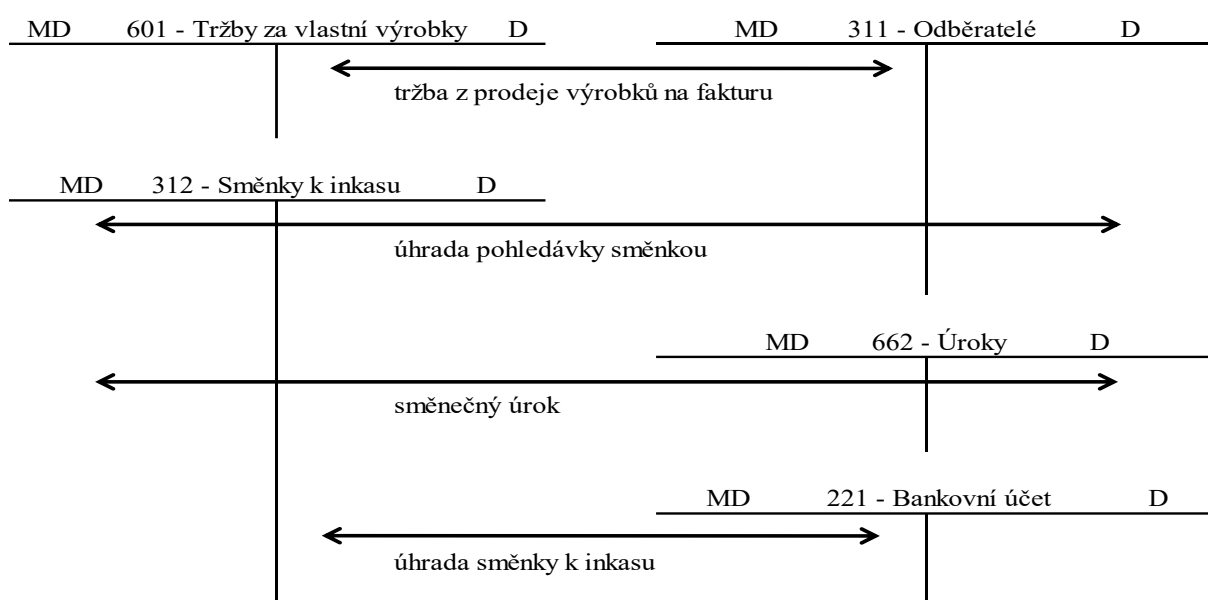 MD 601 - Tržby za vlastní výrobky D MD 311 - Odběratelé D
tržba z prodeje výrobků na fakturu
MD 312 - Směnky k inkasu D
úhrada pohledávky směnkou
MD 662 - Úroky D
směnečný úrok
MD 221 - Bankovní účet D
úhrada směnky k inkasu